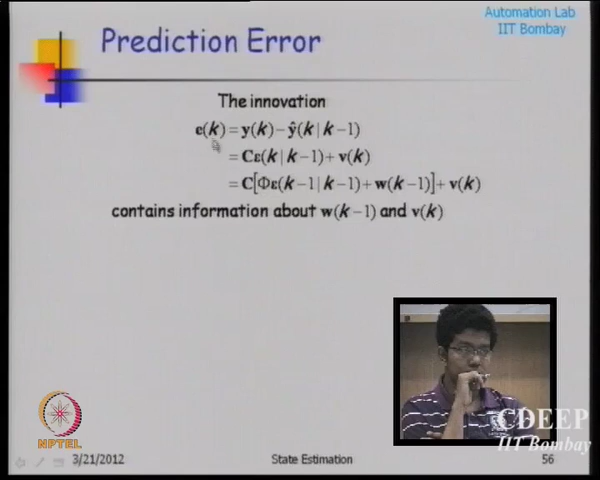 Automation Lab
IIT Bombay
Prediction Error
The innovation
e(k) = y(k) − ŷ(k | k − 1)
= Cε(k | k − 1) + v(k)
= C[Φε(k − 1 | k − 1) + w(k − 1)] + v(k)
contains information about w(k − 1) and v(k)
CDEEP
IIT Bombay
NPTEL
3/21/2012
State Estimation
56